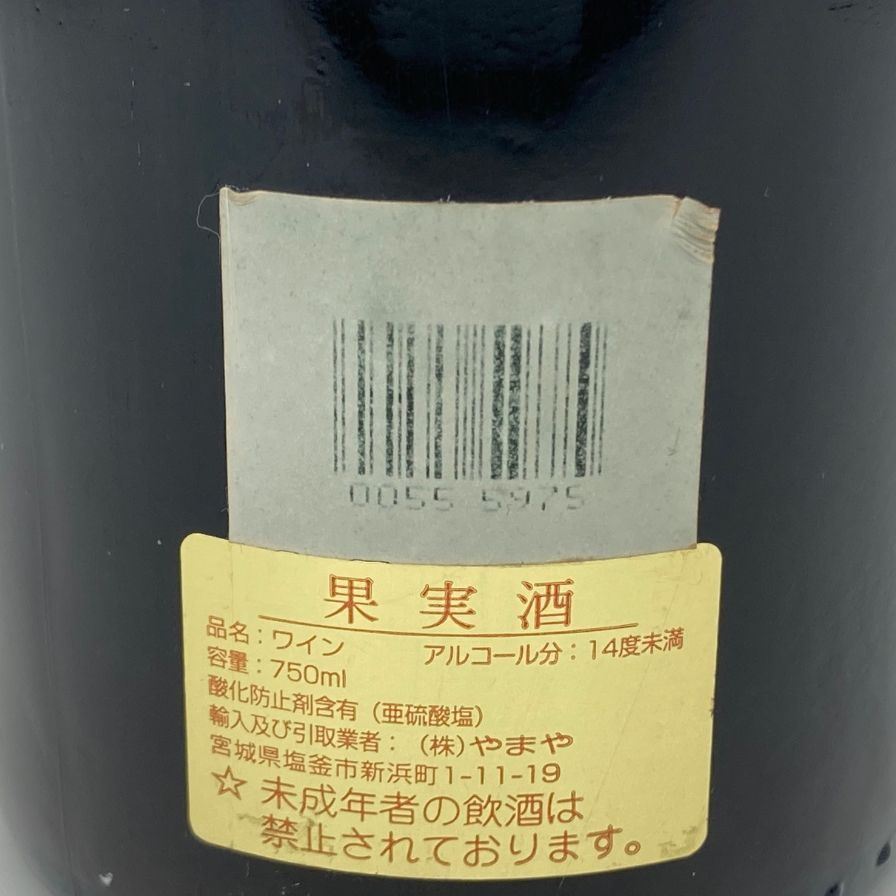 0055 5975
果実酒
品名：ワイン アルコール分：14度未満
容量：750ml
酸化防止剤含有（亜硫酸塩）
輸入及び引取業者：（株）やまや
宮城県塩釜市新浜町1-11-19
☆ 未成年者の飲酒は
禁止されております。